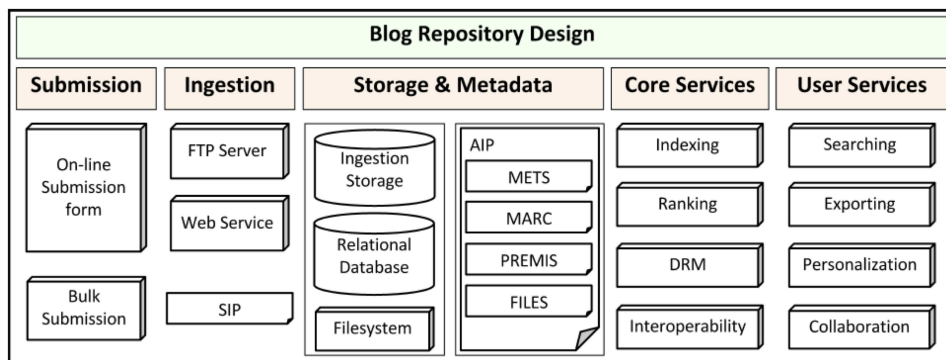 Blog Repository Design
Submission
Ingestion
Storage & Metadata
Core Services
User Services
On-line
Submission
form
Bulk
Submission
FTP Server
Web Service
SIP
Ingestion
Storage
Relational
Database
Filesystem
AIP
METS
MARC
PREMIS
FILES
Indexing
Ranking
DRM
Interoperability
Searching
Exporting
Personalization
Collaboration